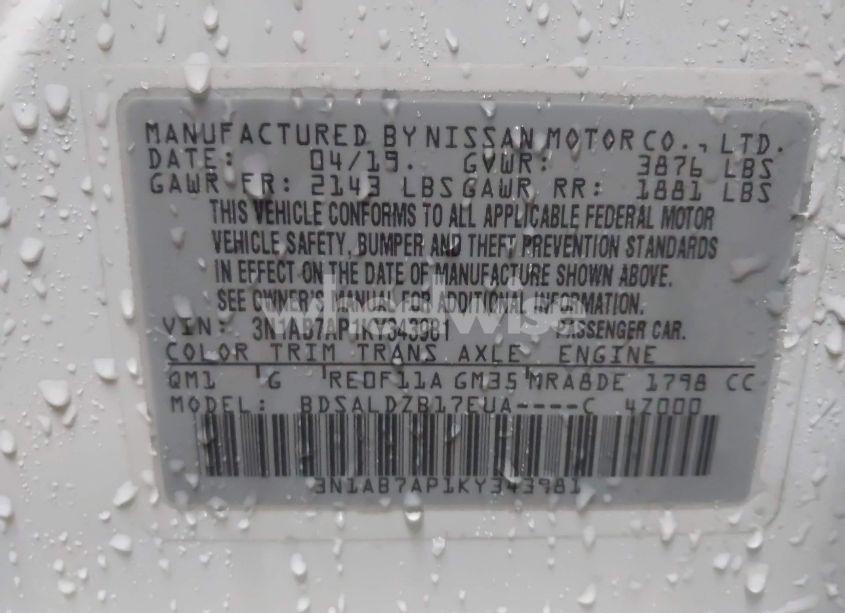 MANUFACTURED BY NISSAN MOTOR CO., LTD.
DATE: 04/19. GVWR: 3876 LBS
GAWR FR: 2143 LBS GAWR RR: 1881 LBS
THIS VEHICLE CONFORMS TO ALL APPLICABLE FEDERAL MOTOR
VEHICLE SAFETY, BUMPER AND THEFT PREVENTION STANDARDS
IN EFFECT ON THE DATE OF MANUFACTURE SHOWN ABOVE.
SEE OWNER'S MANUAL FOR ADDITIONAL INFORMATION.
VIN: 3N1AB7AP1KY343981 PASSENGER CAR.
COLOR TRIM TRANS AXLE ENGINE
QM1 G RE0F11A GM35 MRA8DE 1798 CC
MODEL: BDSALDZB17EUA----C 4Z000
3N1AB7AP1KY343981